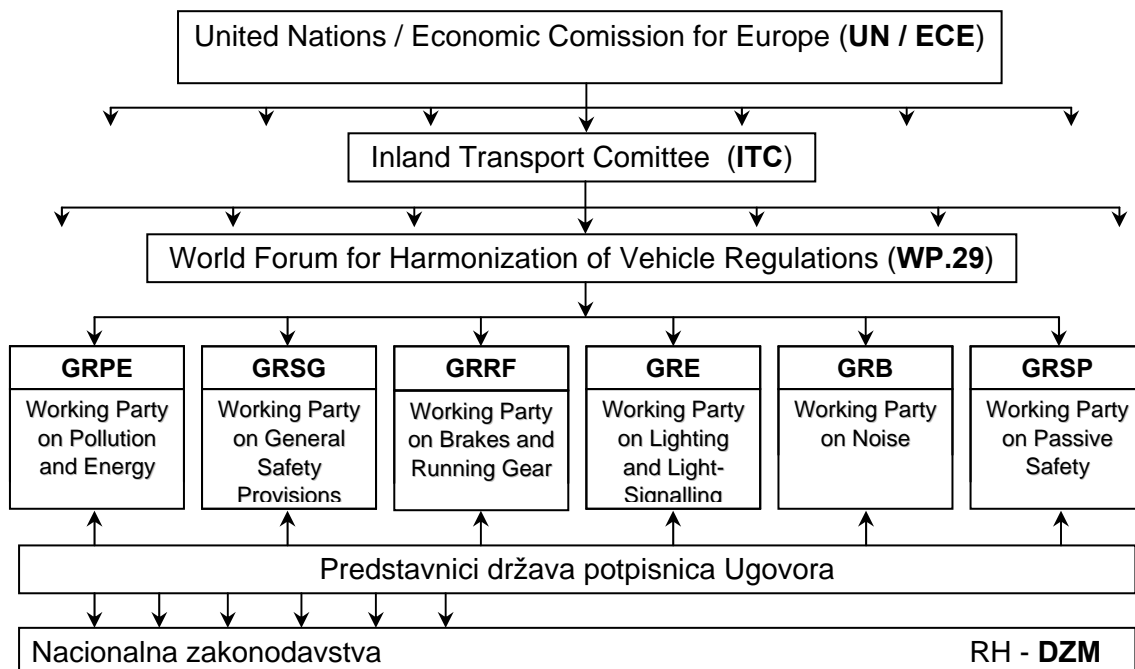 United Nations / Economic Comission for Europe (UN / ECE)
Inland Transport Comittee (ITC)
World Forum for Harmonization of Vehicle Regulations (WP.29)
GRPE
Working Party
on Pollution
and Energy
GRSG
Working Party
on General
Safety
Provisions
GRRF
Working Party
on Brakes and
Running Gear
GRE
Working Party
on Lighting
and Light-
Signalling
GRB
Working Party
on Noise
GRSP
Working Party
on Passive
Safety
Predstavnici država potpisnica Ugovora
Nacionalna zakonodavstva RH - DZM